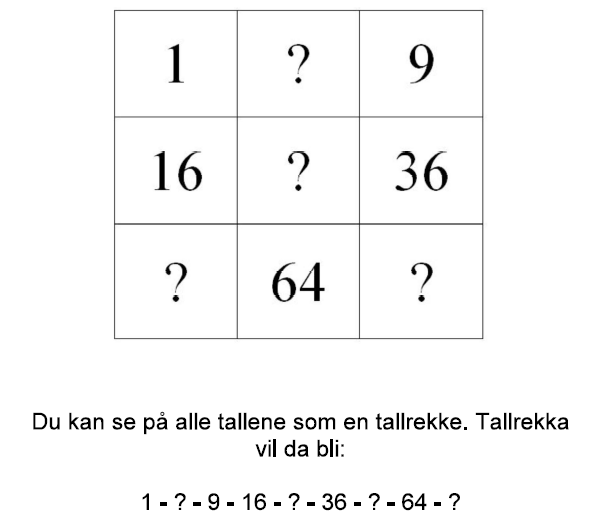 1 ? 9
16 ? 36
? 64 ?
Du kan se på alle tallene som en tallrekke. Tallrekka
vil da bli:
1 - ? - 9 - 16 - ? - 36 - ? - 64 - ?